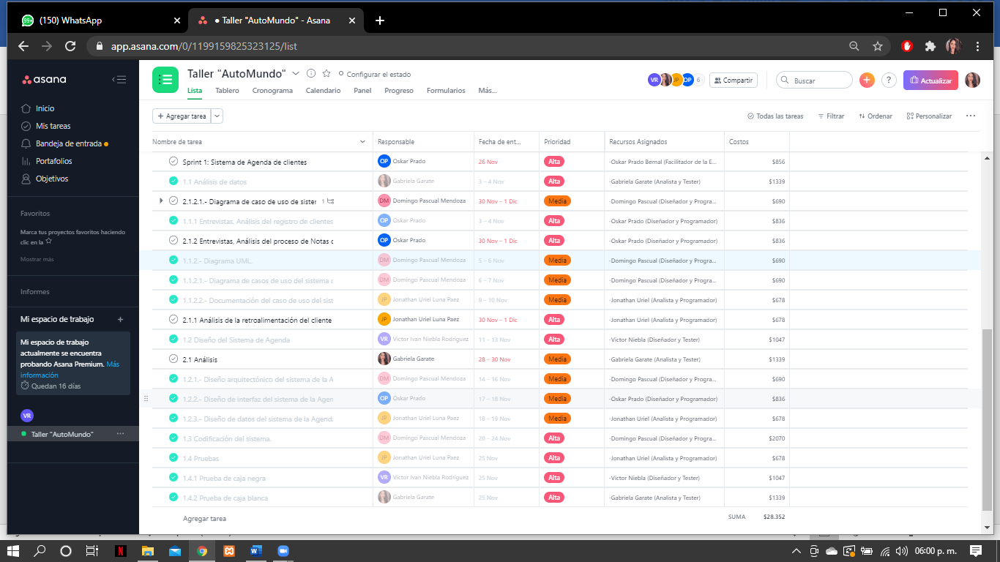 99+
(150) WhatsApp
● Taller "AutoMundo" - Asana
app.asana.com/0/1199159825323125/list
asana
Inicio
Mis tareas
Bandeja de entrada
Portafolios
Objetivos
Favoritos
Marca tus proyectos favoritos haciendo
clic en la
Mostrar más
Informes
Mi espacio de trabajo +
Mi espacio de trabajo
actualmente se encuentra
probando Asana Premium. Más
información
Quedan 16 días
VR
Taller "AutoMundo" ...
Taller "AutoMundo"
Configurar el estado
Lista Tablero Cronograma Calendario Panel Progreso Formularios Más...
VR JP OP 6 Compartir Buscar + ? Actualizar
+ Agregar tarea
Todas las tareas Filtrar Ordenar Personalizar ...
Nombre de tarea Responsable Fecha de ent... Prioridad Recursos Asignados Costos
Sprint 1: Sistema de Agenda de clientes OP Oskar Prado 26 Nov Alta -Oskar Prado Bernal (Facilitador de la E... $856
1.1 Análisis de datos Gabriela Garate 3 – 4 Nov Alta -Gabriela Garate (Analista y Tester) $1339
2.1.2.1.- Diagrama de caso de uso de sister 1 DM Domingo Pascual Mendoza 30 Nov – 1 Dic Media -Domingo Pascual (Diseñador y Progra... $690
1.1.1 Entrevistas, Análisis del registro de clientes, OP Oskar Prado 3 – 4 Nov Alta -Oskar Prado (Diseñador y Programador) $836
2.1.2 Entrevistas, Análisis del proceso de Notas c OP Oskar Prado 30 Nov – 1 Dic Alta -Oskar Prado (Diseñador y Programador) $836
1.1.2.- Diagrama UML. DM Domingo Pascual Mendoza 5 – 6 Nov Media -Domingo Pascual (Diseñador y Progra... $690
1.1.2.1.- Diagrama de casos de uso del sistema c DM Domingo Pascual Mendoza 6 – 7 Nov Media -Domingo Pascual (Diseñador y Progra... $690
1.1.2.2.- Documentación del caso de uso del sist JP Jonathan Uriel Luna Paez 9 – 10 Nov Media -Jonathan Uriel (Analista y Programador) $678
2.1.1 Análisis de la retroalimentación del cliente JP Jonathan Uriel Luna Paez 30 Nov – 1 Dic Alta -Jonathan Uriel (Analista y Programador) $678
1.2 Diseño del Sistema de Agenda VR Victor Ivan Niebla Rodriguez 11 – 13 Nov Alta -Victor Niebla (Diseñador y Tester) $1047
2.1 Análisis Gabriela Garate 28 – 30 Nov Media -Gabriela Garate (Analista y Tester) $1339
1.2.1.- Diseño arquitectónico del sistema de la A DM Domingo Pascual Mendoza 14 – 16 Nov Media -Domingo Pascual (Diseñador y Progra... $690
1.2.2.- Diseño de interfaz del sistema de la Agen OP Oskar Prado 17 – 18 Nov Media -Oskar Prado (Diseñador y Programador) $836
1.2.3.- Diseño de datos del sistema de la Agenda JP Jonathan Uriel Luna Paez 18 – 19 Nov Media -Jonathan Uriel (Analista y Programador) $678
1.3 Codificación del sistema. DM Domingo Pascual Mendoza 20 – 24 Nov Alta -Domingo Pascual (Diseñador y Progra... $2070
1.4 Pruebas JP Jonathan Uriel Luna Paez 25 Nov Alta -Jonathan Uriel (Analista y Programador) $678
1.4.1 Prueba de caja negra VR Victor Ivan Niebla Rodriguez 25 Nov Alta -Victor Niebla (Diseñador y Tester) $1047
1.4.2 Prueba de caja blanca Gabriela Garate 25 Nov Alta -Gabriela Garate (Analista y Tester) $1339
Agregar tarea SUMA $28.352
06:00 p. m.